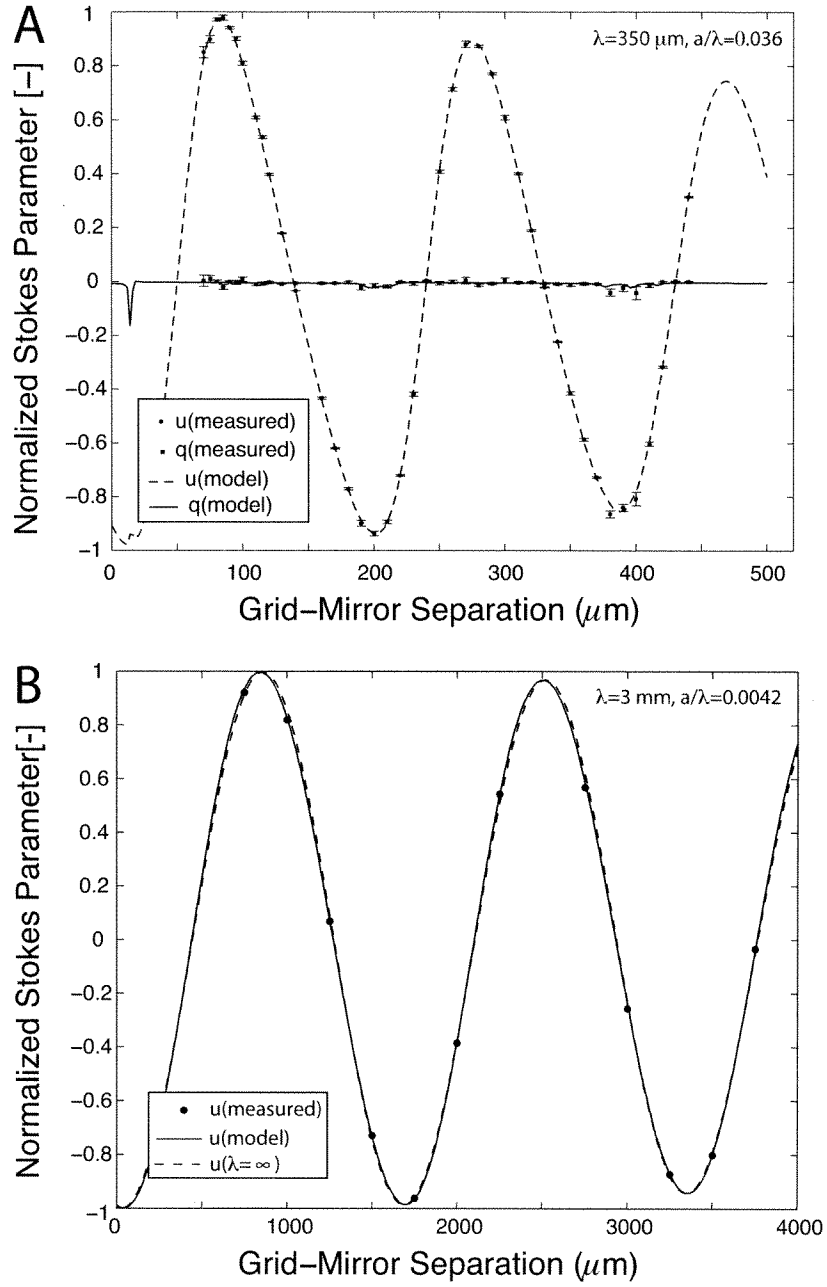 A
Normalized Stokes Parameter [–]
λ=350 μm, a/λ=0.036
1
0.8
0.6
0.4
0.2
0
−0.2
−0.4
−0.6
−0.8
−1
u(measured)
q(measured)
u(model)
q(model)
0 100 200 300 400 500
Grid–Mirror Separation (μm)
B
Normalized Stokes Parameter[-]
λ=3 mm, a/λ=0.0042
1
0.8
0.6
0.4
0.2
0
-0.2
-0.4
-0.6
-0.8
-1
u(measured)
u(model)
u(λ=∞)
0 1000 2000 3000 4000
Grid–Mirror Separation (μm)